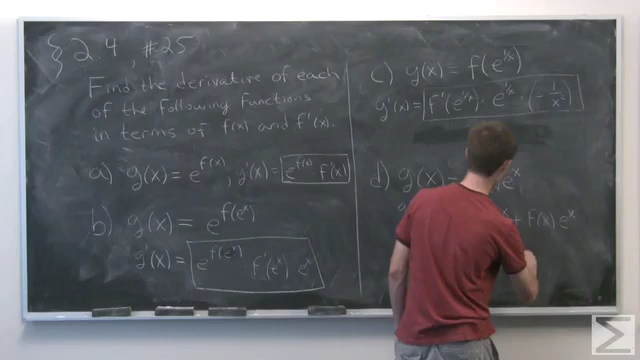 § 2.4, #25
Find the derivative of each
of the following functions
in terms of f(x) and f'(x).
a) g(x) = e^{f(x)}, g'(x) = e^{f(x)} · f'(x)
b) g(x) = e^{f(e^x)}
g'(x) = e^{f(e^x)} f'(e^x) e^x
c) g(x) = f(e^{1/x})
g'(x) = f'(e^{1/x}) · e^{1/x} · (-1/x^2)
d) g(x) = e^x
+ f(x) e^x
Σ